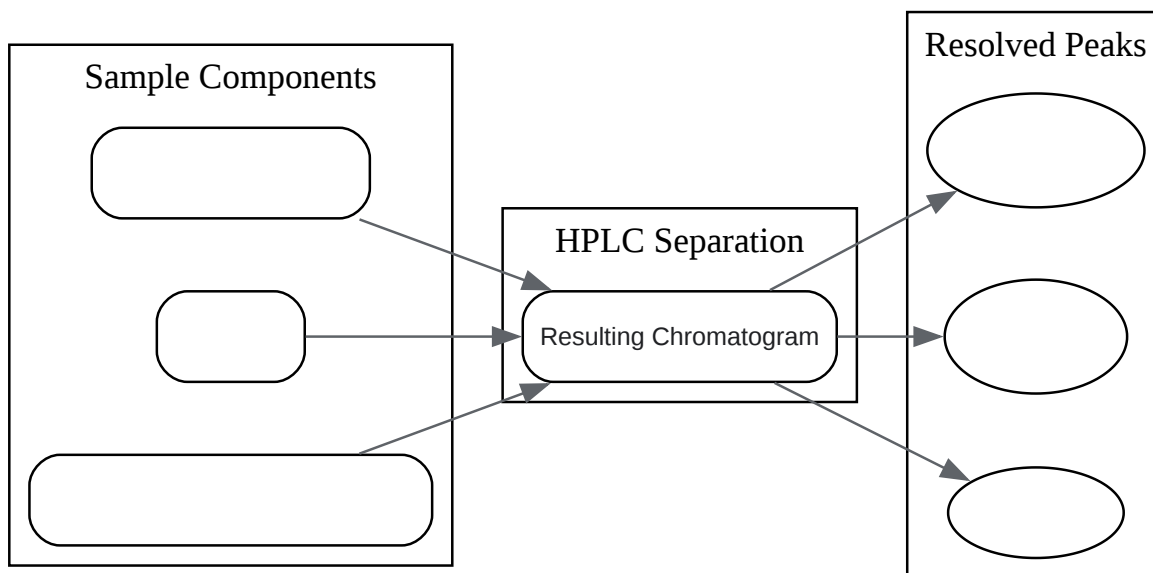 Sample Components
HPLC Separation
Resulting Chromatogram
Resolved Peaks